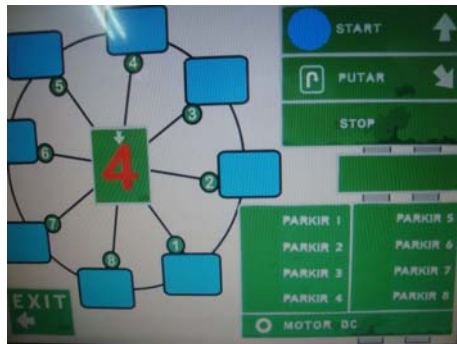 START
PUTAR
STOP
4
5
3
4
6
2
7
1
8
PARKIR 1
PARKIR 2
PARKIR 3
PARKIR 4
PARKIR 5
PARKIR 6
PARKIR 7
PARKIR 8
MOTOR DC
EXIT